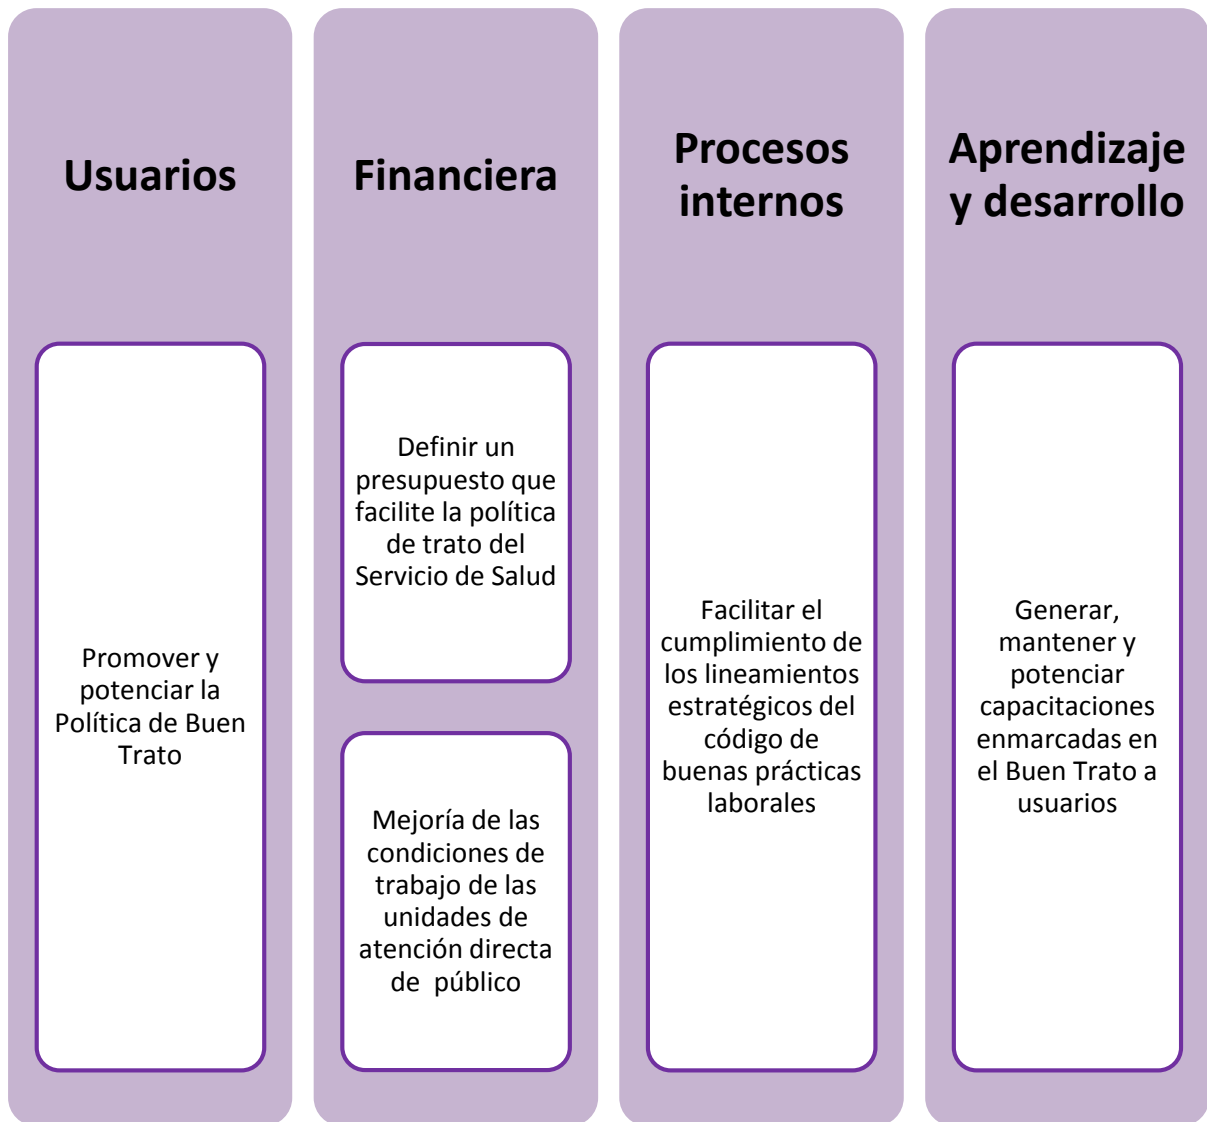 Usuarios
Promover y
potenciar la
Política de Buen
Trato
Financiera
Definir un
presupuesto que
facilite la política
de trato del
Servicio de Salud
Mejoría de las
condiciones de
trabajo de las
unidades de
atención directa
de  público
Procesos
internos
Facilitar el
cumplimiento de
los lineamientos
estratégicos del
código de
buenas prácticas
laborales
Aprendizaje
y desarrollo
Generar,
mantener y
potenciar
capacitaciones
enmarcadas en
el Buen Trato a
usuarios